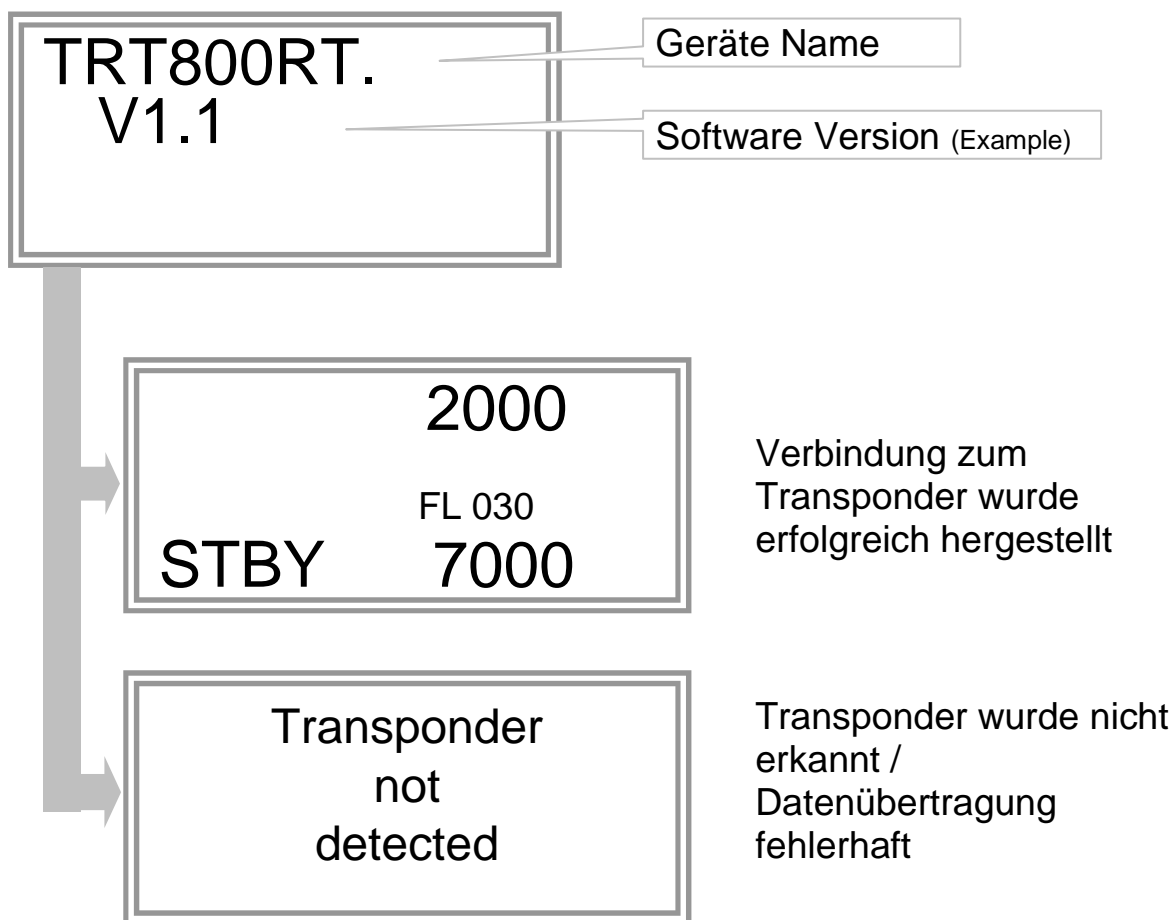 TRT800RT.
V1.1
Geräte Name
Software Version (Example)
2000
FL 030
STBY 7000
Verbindung zum
Transponder wurde
erfolgreich hergestellt
Transponder
not
detected
Transponder wurde nicht
erkannt /
Datenübertragung
fehlerhaft